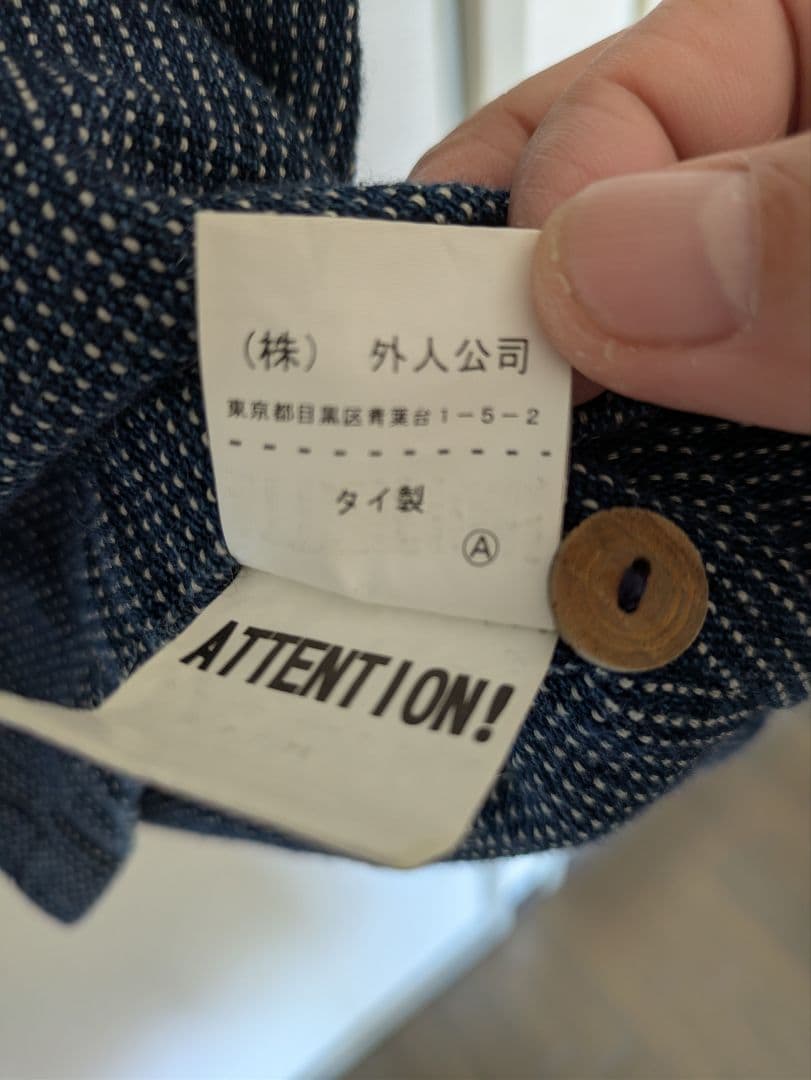 （株） 外人公司
東京都目黒区青葉台1－5－2
タイ製
Ⓐ
ATTENTION!